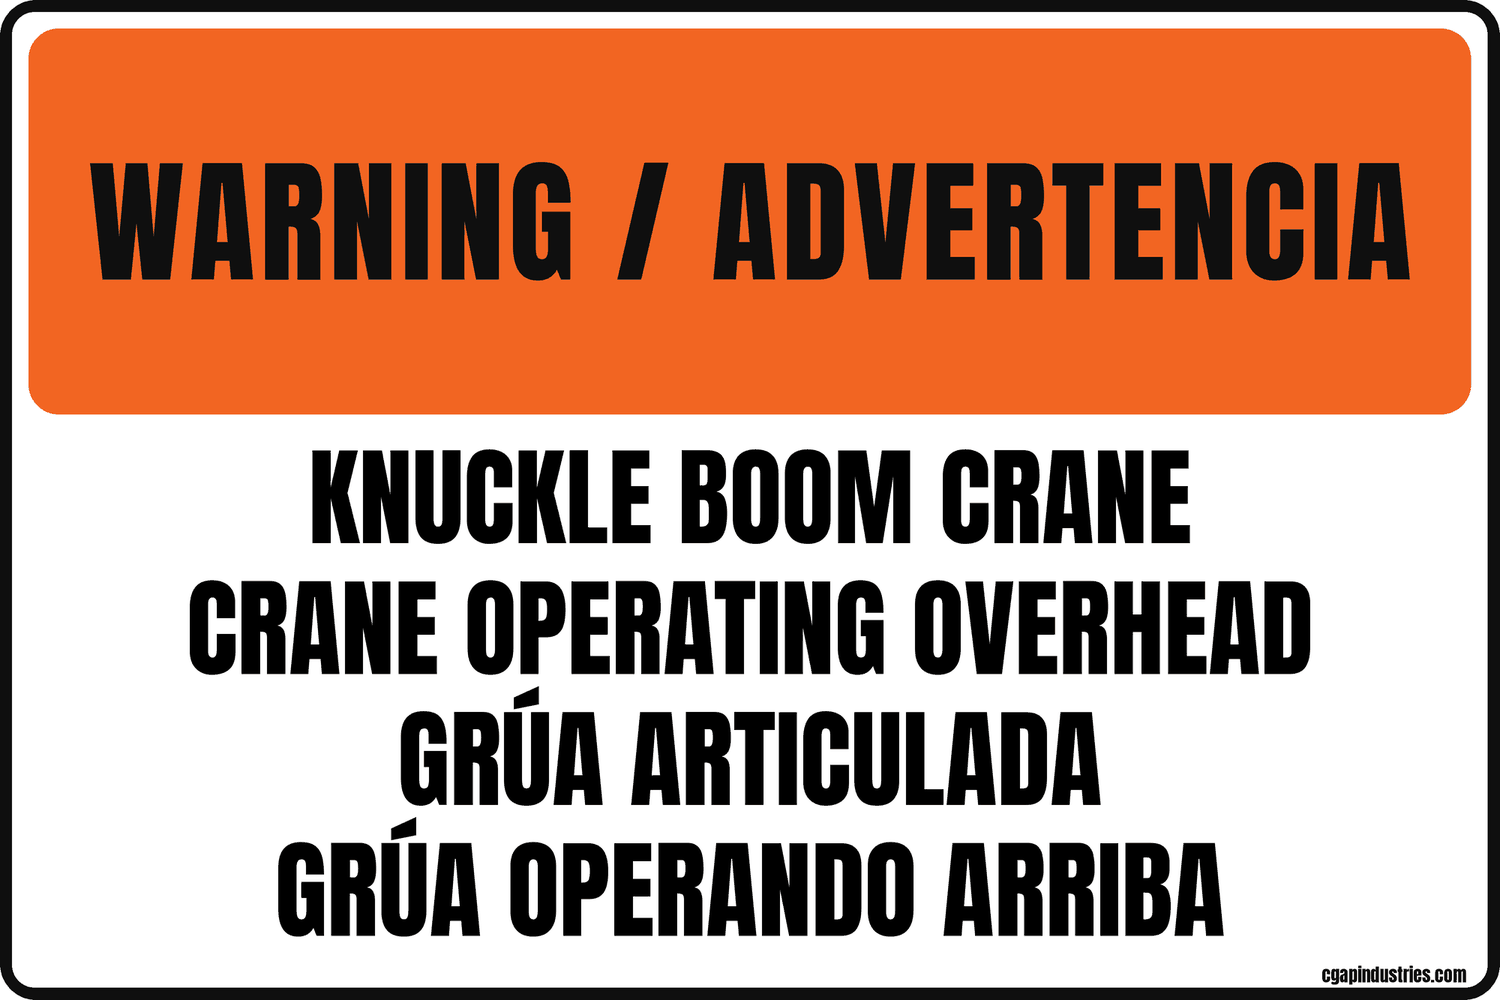 WARNING / ADVERTENCIA
KNUCKLE BOOM CRANE
CRANE OPERATING OVERHEAD
GRÚA ARTICULADA
GRÚA OPERANDO ARRIBA
cgapindustries.com